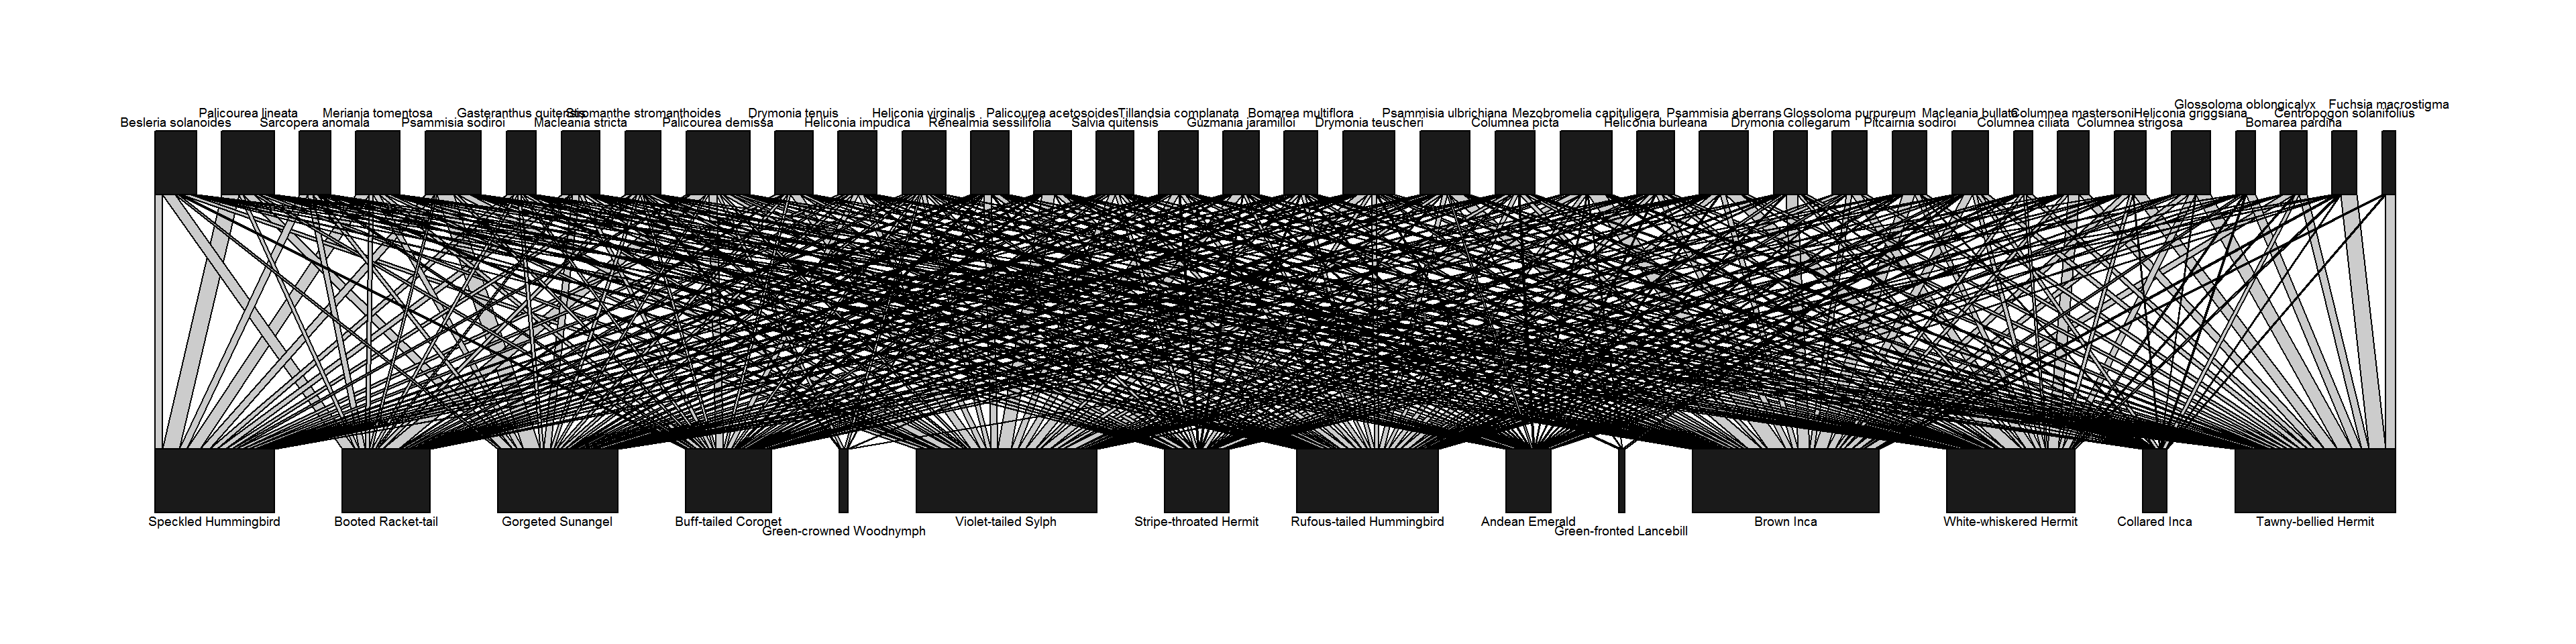 Besleria solanoides
Palicourea lineata
Sarcopera anomala
Meriania tomentosa
Psammisia sodiroi
Gasteranthus quitensis
Macleania stricta
Stromanthe stromanthoides
Palicourea demissa
Drymonia tenuis
Heliconia impudica
Heliconia virginalis
Renealmia sessilifolia
Palicourea acetosoides
Salvia quitensis
Tillandsia complanata
Guzmania jaramilloi
Bomarea multiflora
Drymonia teuscheri
Psammisia ulbrichiana
Columnea picta
Mezobromelia capituligera
Heliconia burleana
Psammisia aberrans
Drymonia collegarum
Glossoloma purpureum
Pitcairnia sodiroi
Macleania bullata
Columnea ciliata
Columnea mastersonii
Columnea strigosa
Heliconia griggsiana
Glossoloma oblongicalyx
Bomarea pardina
Centropogon solanifolius
Fuchsia macrostigma
Speckled Hummingbird
Booted Racket-tail
Gorgeted Sunangel
Buff-tailed Coronet
Green-crowned Woodnymph
Violet-tailed Sylph
Stripe-throated Hermit
Rufous-tailed Hummingbird
Andean Emerald
Green-fronted Lancebill
Brown Inca
White-whiskered Hermit
Collared Inca
Tawny-bellied Hermit